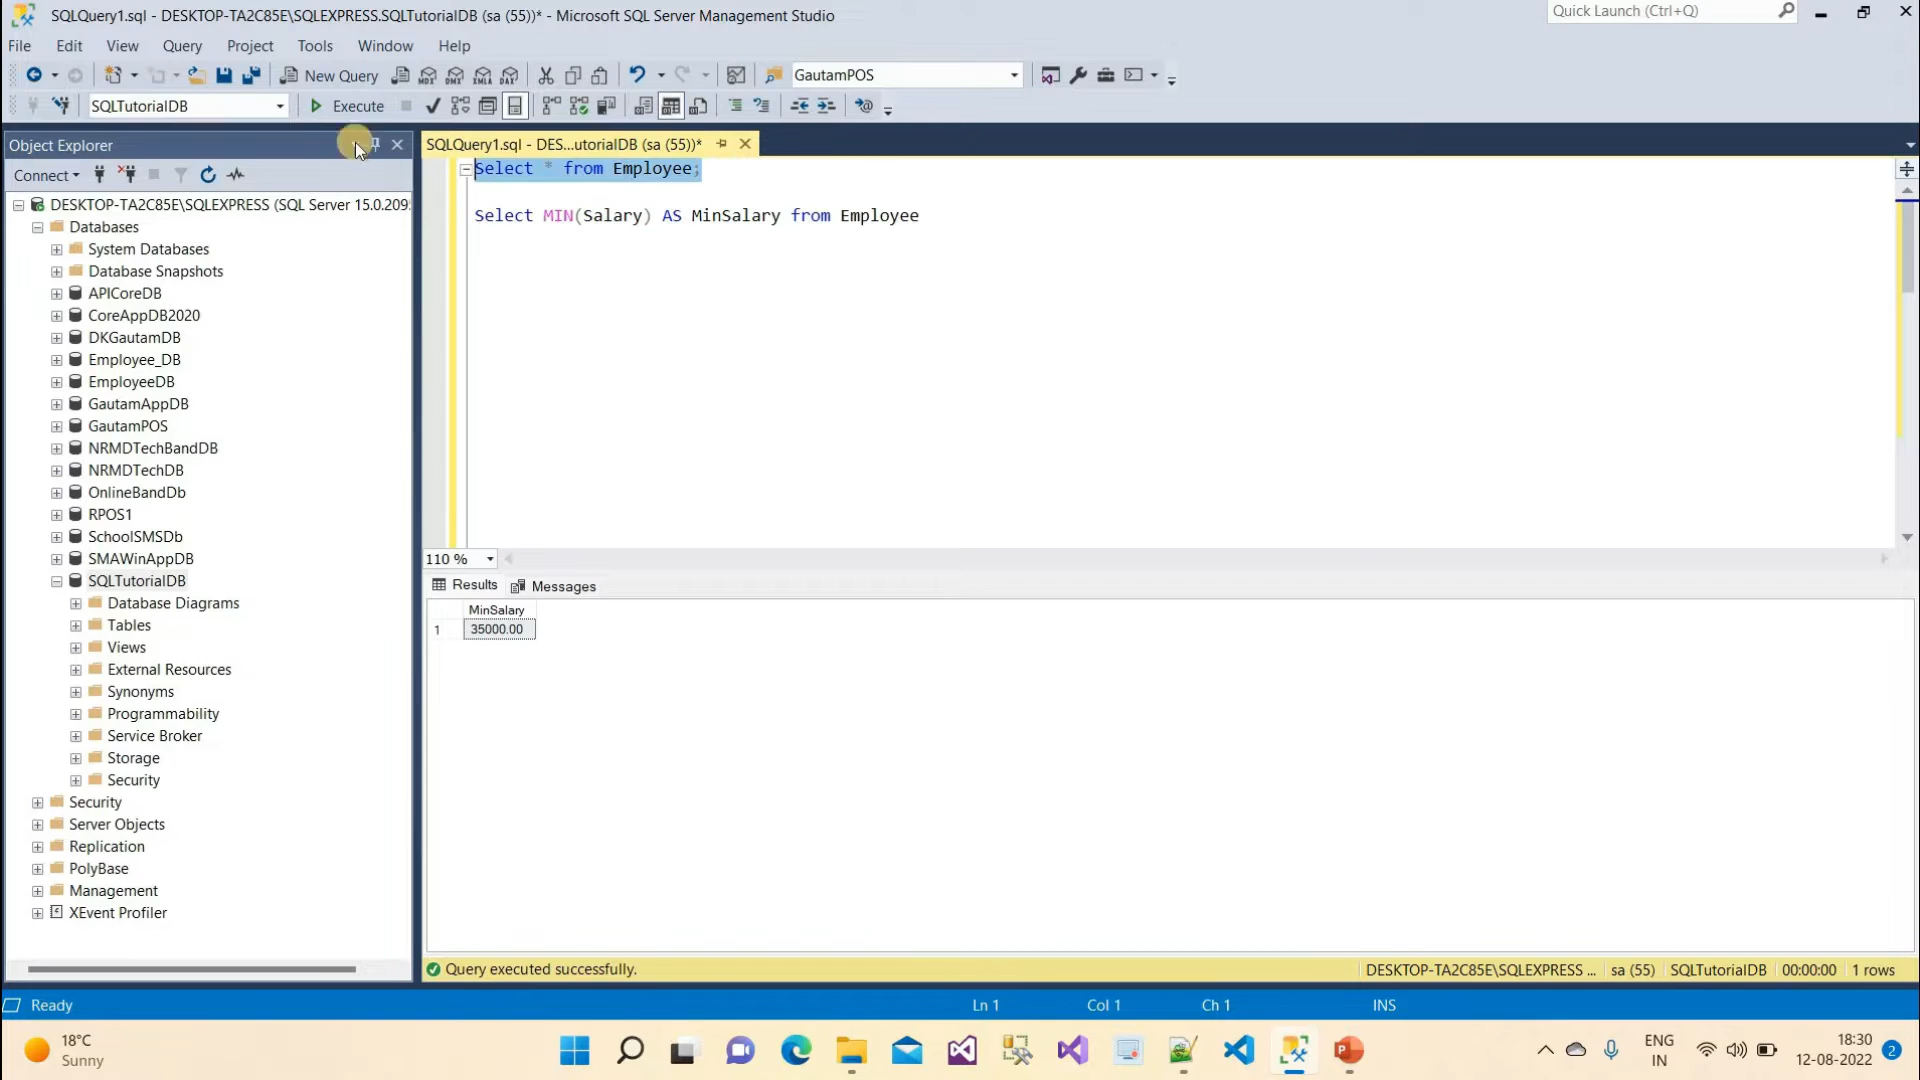 SQLQuery1.sql - DESKTOP-TA2C85E\SQLEXPRESS.SQLTutorialDB (sa (55))* - Microsoft SQL Server Management Studio
Quick Launch (Ctrl+Q)
File Edit View Query Project Tools Window Help
New Query MDX DMX XMLA DAX GautamPOS
SQLTutorialDB Execute
Object Explorer
SQLQuery1.sql - DES...utorialDB (sa (55))*
Connect
Select * from Employee;
Select MIN(Salary) AS MinSalary from Employee
DESKTOP-TA2C85E\SQLEXPRESS (SQL Server 15.0.209
Databases
System Databases
Database Snapshots
APICoreDB
CoreAppDB2020
DKGautamDB
Employee_DB
EmployeeDB
GautamAppDB
GautamPOS
NRMDTechBandDB
NRMDTechDB
OnlineBandDb
RPOS1
SchoolSMSDb
SMAWinAppDB
SQLTutorialDB
Database Diagrams
Tables
Views
External Resources
Synonyms
Programmability
Service Broker
Storage
Security
Security
Server Objects
Replication
PolyBase
Management
XEvent Profiler
110 %
Results Messages
MinSalary
1 35000.00
Query executed successfully.
DESKTOP-TA2C85E\SQLEXPRESS ... sa (55) SQLTutorialDB 00:00:00 1 rows
Ready Ln 1 Col 1 Ch 1 INS
18°C
Sunny
ENG
IN
18:30
12-08-2022
2